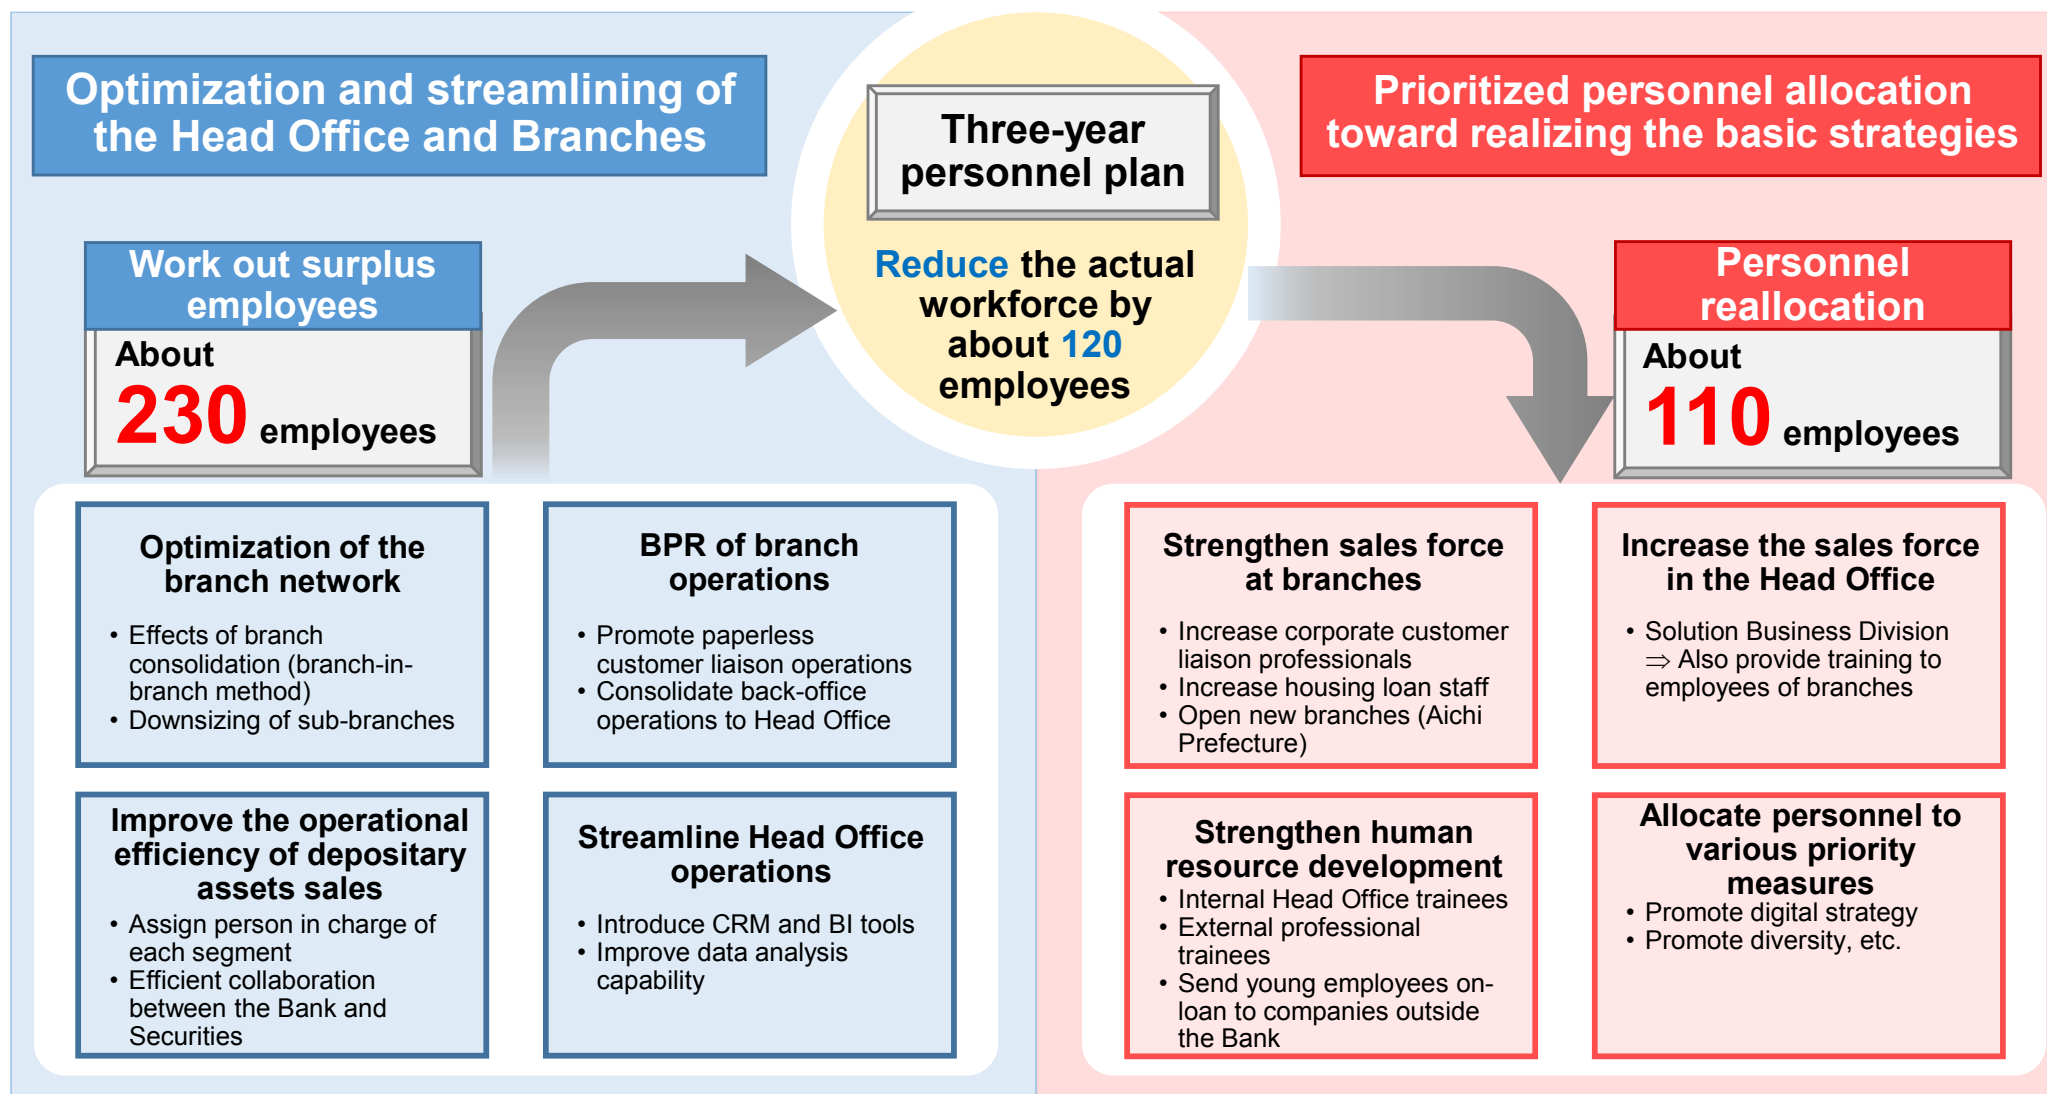 Optimization and streamlining of
the Head Office and Branches
Work out surplus
employees
About
230 employees
Three-year
personnel plan
Reduce the actual
workforce by
about 120
employees
Prioritized personnel allocation
toward realizing the basic strategies
Personnel
reallocation
About
110 employees
Optimization of the
branch network
• Effects of branch
consolidation (branch-in-
branch method)
• Downsizing of sub-branches
BPR of branch
operations
• Promote paperless
customer liaison operations
• Consolidate back-office
operations to Head Office
Improve the operational
efficiency of depositary
assets sales
• Assign person in charge of
each segment
• Efficient collaboration
between the Bank and
Securities
Streamline Head Office
operations
• Introduce CRM and BI tools
• Improve data analysis
capability
Strengthen sales force
at branches
• Increase corporate customer
liaison professionals
• Increase housing loan staff
• Open new branches (Aichi
Prefecture)
Increase the sales force
in the Head Office
• Solution Business Division
⇒ Also provide training to
employees of branches
Strengthen human
resource development
• Internal Head Office trainees
• External professional
trainees
• Send young employees on-
loan to companies outside
the Bank
Allocate personnel to
various priority
measures
• Promote digital strategy
• Promote diversity, etc.